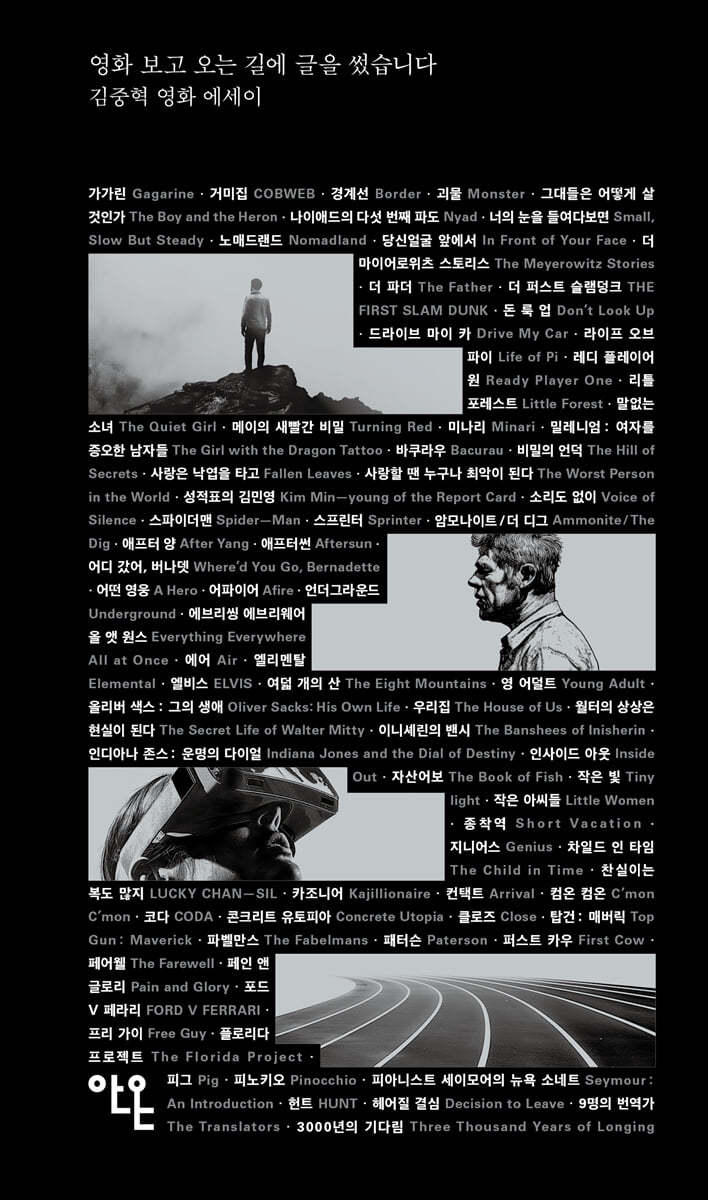 영화 보고 오는 길에 글을 썼습니다
김중혁 영화 에세이
가가린 Gagarine · 거미집 COBWEB · 경계선 Border · 괴물 Monster · 그대들은 어떻게 살
것인가 The Boy and the Heron · 나이애드의 다섯 번째 파도 Nyad · 너의 눈을 들여다보면 Small,
Slow But Steady · 노매드랜드 Nomadland · 당신얼굴 앞에서 In Front of Your Face · 더
마이어로위츠 스토리스 The Meyerowitz Stories
· 더 파더 The Father · 더 퍼스트 슬램덩크 THE
FIRST SLAM DUNK · 돈 룩 업 Don't Look Up
· 드라이브 마이 카 Drive My Car · 라이프 오브
파이 Life of Pi · 레디 플레이어
원 Ready Player One · 리틀
포레스트 Little Forest · 말없는
소녀 The Quiet Girl · 메이의 새빨간 비밀 Turning Red · 미나리 Minari · 밀레니엄: 여자를
증오한 남자들 The Girl with the Dragon Tattoo · 바쿠라우 Bacurau · 비밀의 언덕 The Hill of
Secrets · 사랑은 낙엽을 타고 Fallen Leaves · 사랑할 땐 누구나 최악이 된다 The Worst Person
in the World · 성적표의 김민영 Kim Min—young of the Report Card · 소리도 없이 Voice of
Silence · 스파이더맨 Spider—Man · 스프린터 Sprinter · 암모나이트/더 디그 Ammonite/The
Dig · 애프터 양 After Yang · 애프터썬 Aftersun ·
어디 갔어, 버나뎃 Where'd You Go, Bernadette
· 어떤 영웅 A Hero · 어파이어 Afire · 언더그라운드
Underground · 에브리씽 에브리웨어
올 앳 원스 Everything Everywhere
All at Once · 에어 Air · 엘리멘탈
Elemental · 엘비스 ELVIS · 여덟 개의 산 The Eight Mountains · 영 어덜트 Young Adult ·
올리버 색스: 그의 생애 Oliver Sacks: His Own Life · 우리집 The House of Us · 월터의 상상은
현실이 된다 The Secret Life of Walter Mitty · 이니셰린의 밴시 The Banshees of Inisherin ·
인디아나 존스: 운명의 다이얼 Indiana Jones and the Dial of Destiny · 인사이드 아웃 Inside
Out · 자산어보 The Book of Fish · 작은 빛 Tiny
light · 작은 아씨들 Little Women
· 종착역 Short Vacation ·
지니어스 Genius · 차일드 인 타임
The Child in Time · 찬실이는
복도 많지 LUCKY CHAN—SIL · 카조니어 Kajillionaire · 컨택트 Arrival · 컴온 컴온 C'mon
C'mon · 코다 CODA · 콘크리트 유토피아 Concrete Utopia · 클로즈 Close · 탑건: 매버릭 Top
Gun: Maverick · 파벨만스 The Fabelmans · 패터슨 Paterson · 퍼스트 카우 First Cow ·
페어웰 The Farewell · 페인 앤
글로리 Pain and Glory · 포드
V 페라리 FORD V FERRARI ·
프리 가이 Free Guy · 플로리다
프로젝트 The Florida Project ·
피그 Pig · 피노키오 Pinocchio · 피아니스트 세이모어의 뉴욕 소네트 Seymour:
An Introduction · 헌트 HUNT · 헤어질 결심 Decision to Leave · 9명의 번역가
The Translators · 3000년의 기다림 Three Thousand Years of Longing
안온